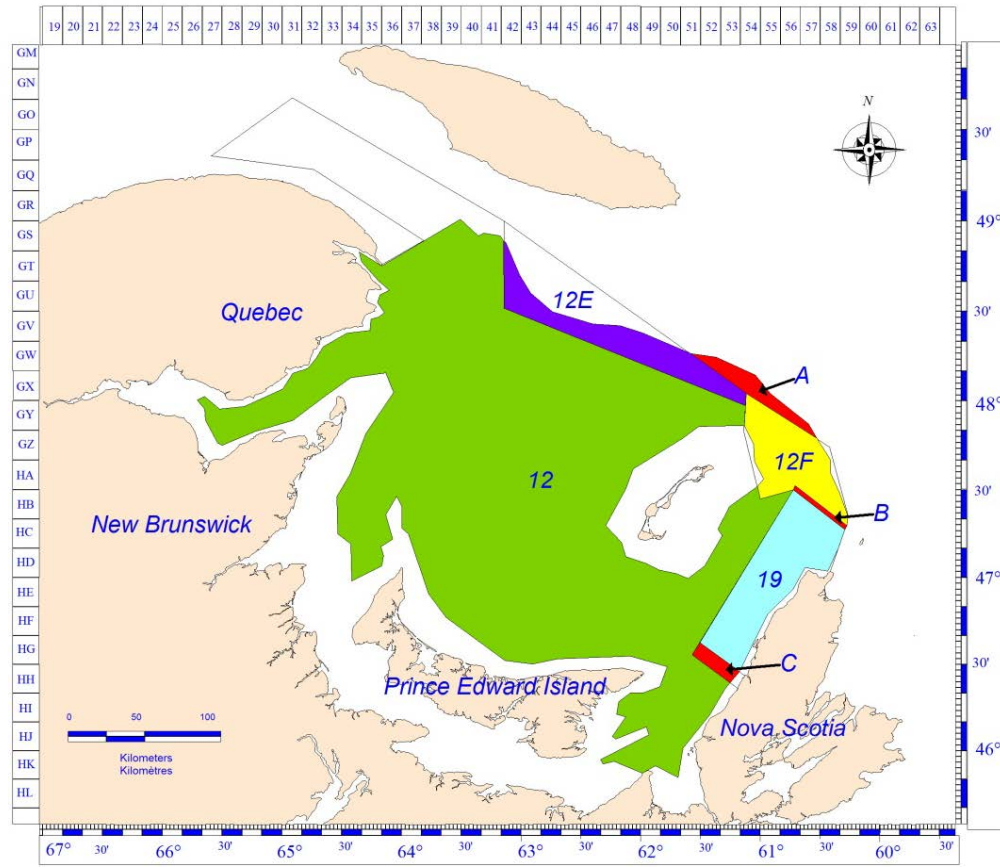 19 20 21 22 23 24 25 26 27 29 30 31 32 33 34 35 36 37 38 39 40 41 42 43 44 45 46 47 48 49 50 51 52 53 54 55 56 57 58 59 60 61 62 63
GM
GN
GO
GP
GQ
GR
GS
GT
GU
GV
GW
GX
GY
GZ
HA
HB
HC
HD
HE
HF
HG
HH
HI
HJ
HK
HL
N
30'
49°
48°
30'
47°
30'
46°
Quebec
12E
A
12F
12
B
New Brunswick
19
C
Prince Edward Island
Nova Scotia
0 50 100
Kilometers
Kilomètres
67° 30' 66° 30' 65° 30' 64° 30' 63° 30' 62° 30' 61° 30' 60° 30'